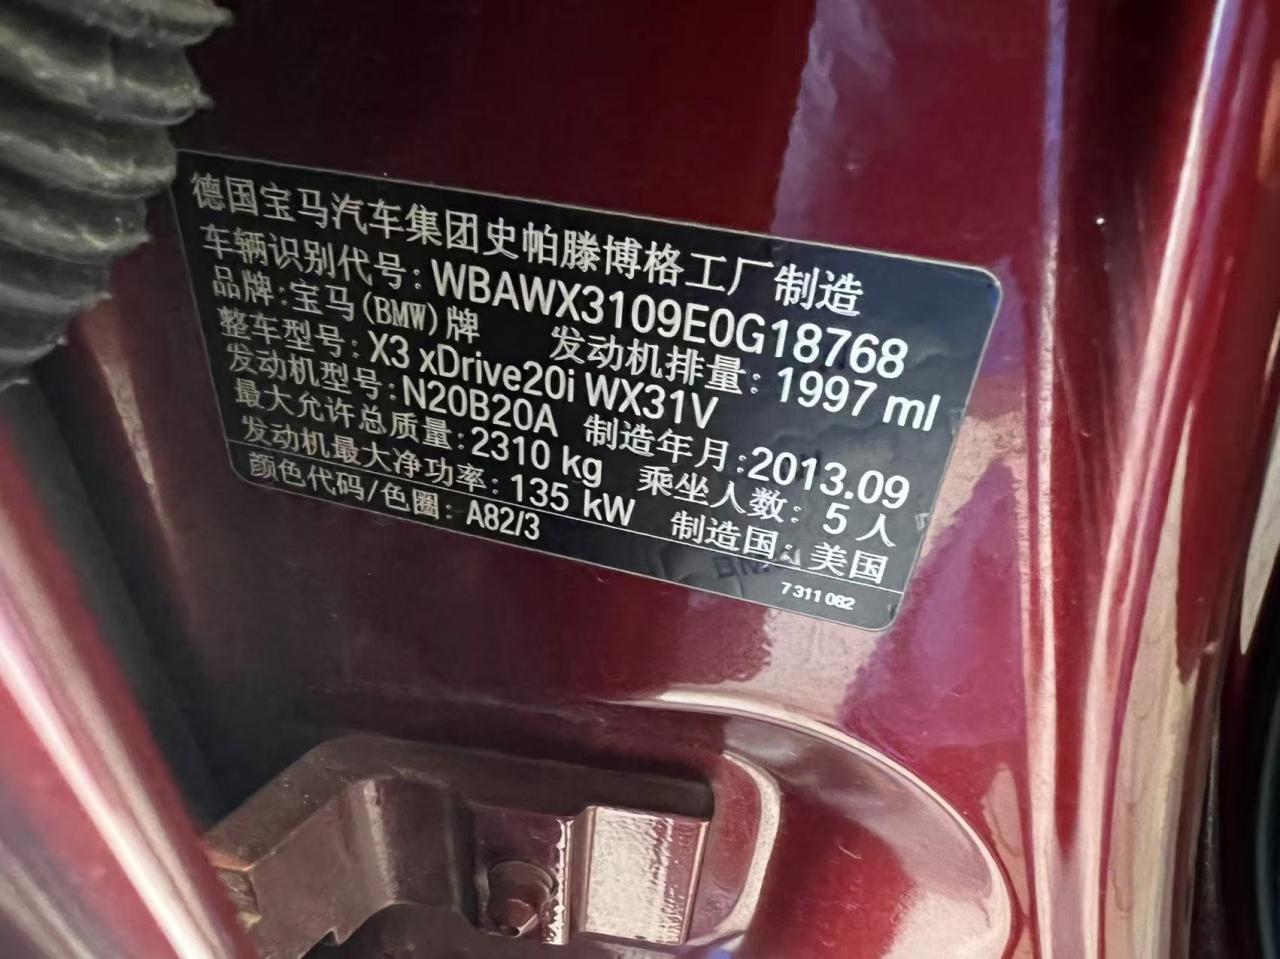 德国宝马汽车集团史帕滕博格工厂制造
车辆识别代号: WBAWX3109E0G18768
品牌:宝马(BMW)牌 发动机排量: 1997 ml
整车型号: X3 xDrive20i WX31V
发动机型号: N20B20A 制造年月:2013.09
最大允许总质量: 2310 kg 乘坐人数: 5 人
发动机最大净功率: 135 kW 制造国: 美国
颜色代码/色圈: A82/3
7 311 082